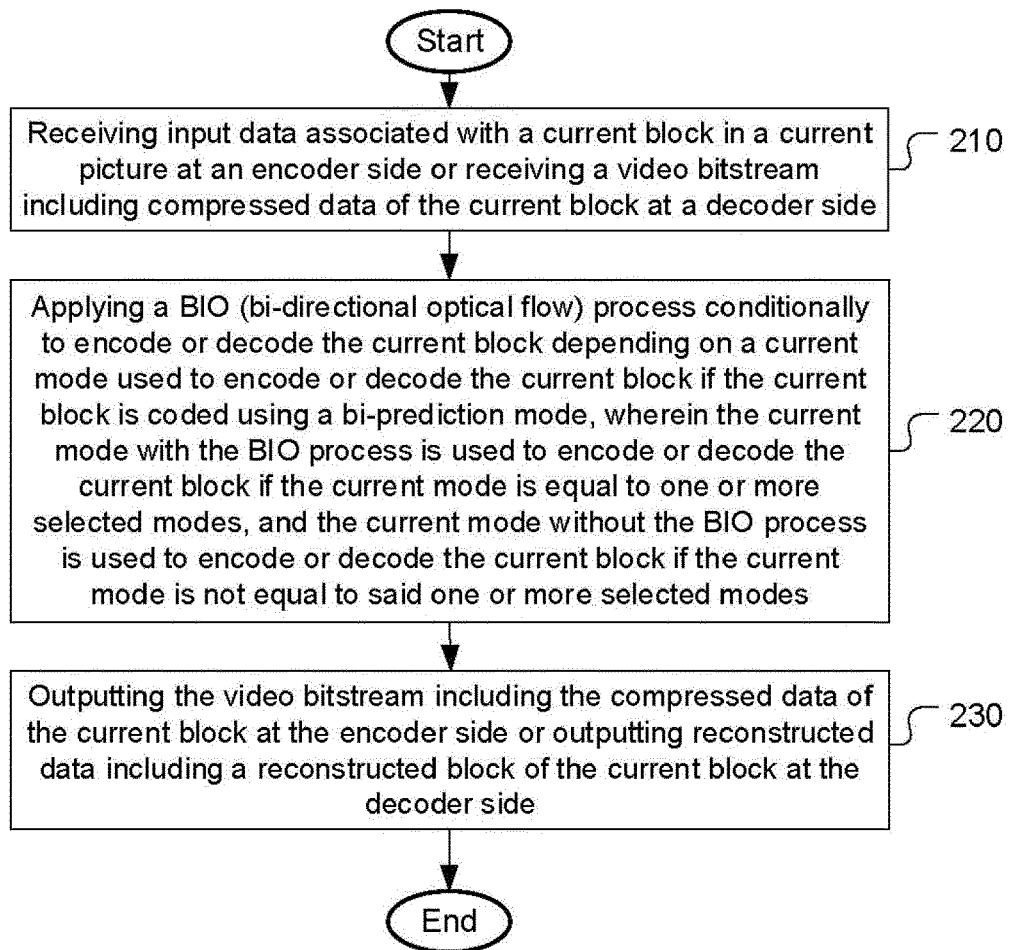 Start
Receiving input data associated with a current block in a current
picture at an encoder side or receiving a video bitstream
including compressed data of the current block at a decoder side
210
Applying a BIO (bi-directional optical flow) process conditionally
to encode or decode the current block depending on a current
mode used to encode or decode the current block if the current
block is coded using a bi-prediction mode, wherein the current
mode with the BIO process is used to encode or decode the
current block if the current mode is equal to one or more
selected modes, and the current mode without the BIO process
is used to encode or decode the current block if the current
mode is not equal to said one or more selected modes
220
Outputting the video bitstream including the compressed data of
the current block at the encoder side or outputting reconstructed
data including a reconstructed block of the current block at the
decoder side
230
End